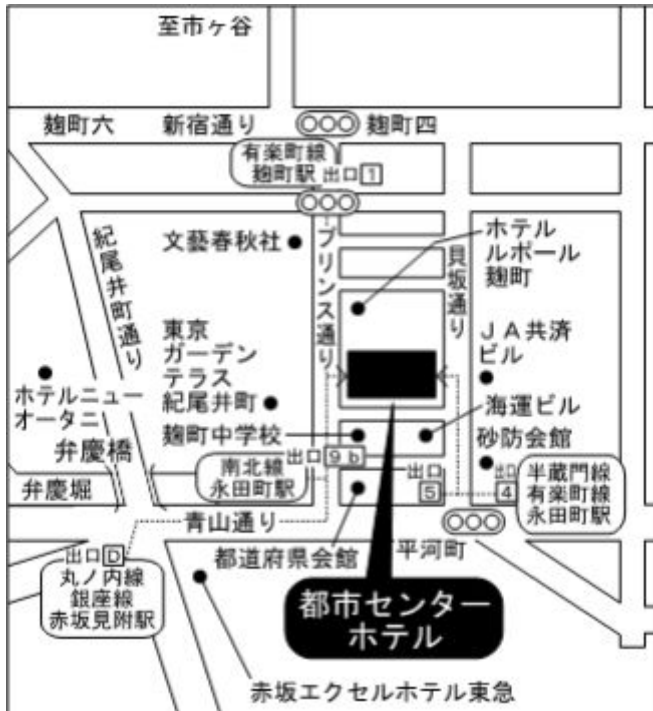 至市ヶ谷
麹町六
新宿通り
麹町四
有楽町線
麹町駅
出口1
紀尾井町通り
文藝春秋社
プリンス通り
貝坂通り
ホテル
ルポール
麹町
東京
ガーデン
テラス
紀尾井町
JA共済
ビル
ホテルニュー
オータニ
海運ビル
麹町中学校
弁慶橋
砂防会館
出口9b
南北線
永田町駅
出口
5
出口
4
半蔵門線
有楽町線
永田町駅
弁慶堀
青山通り
都道府県会館
平河町
出口D
丸ノ内線
銀座線
赤坂見附駅
都市センター
ホテル
赤坂エクセルホテル東急